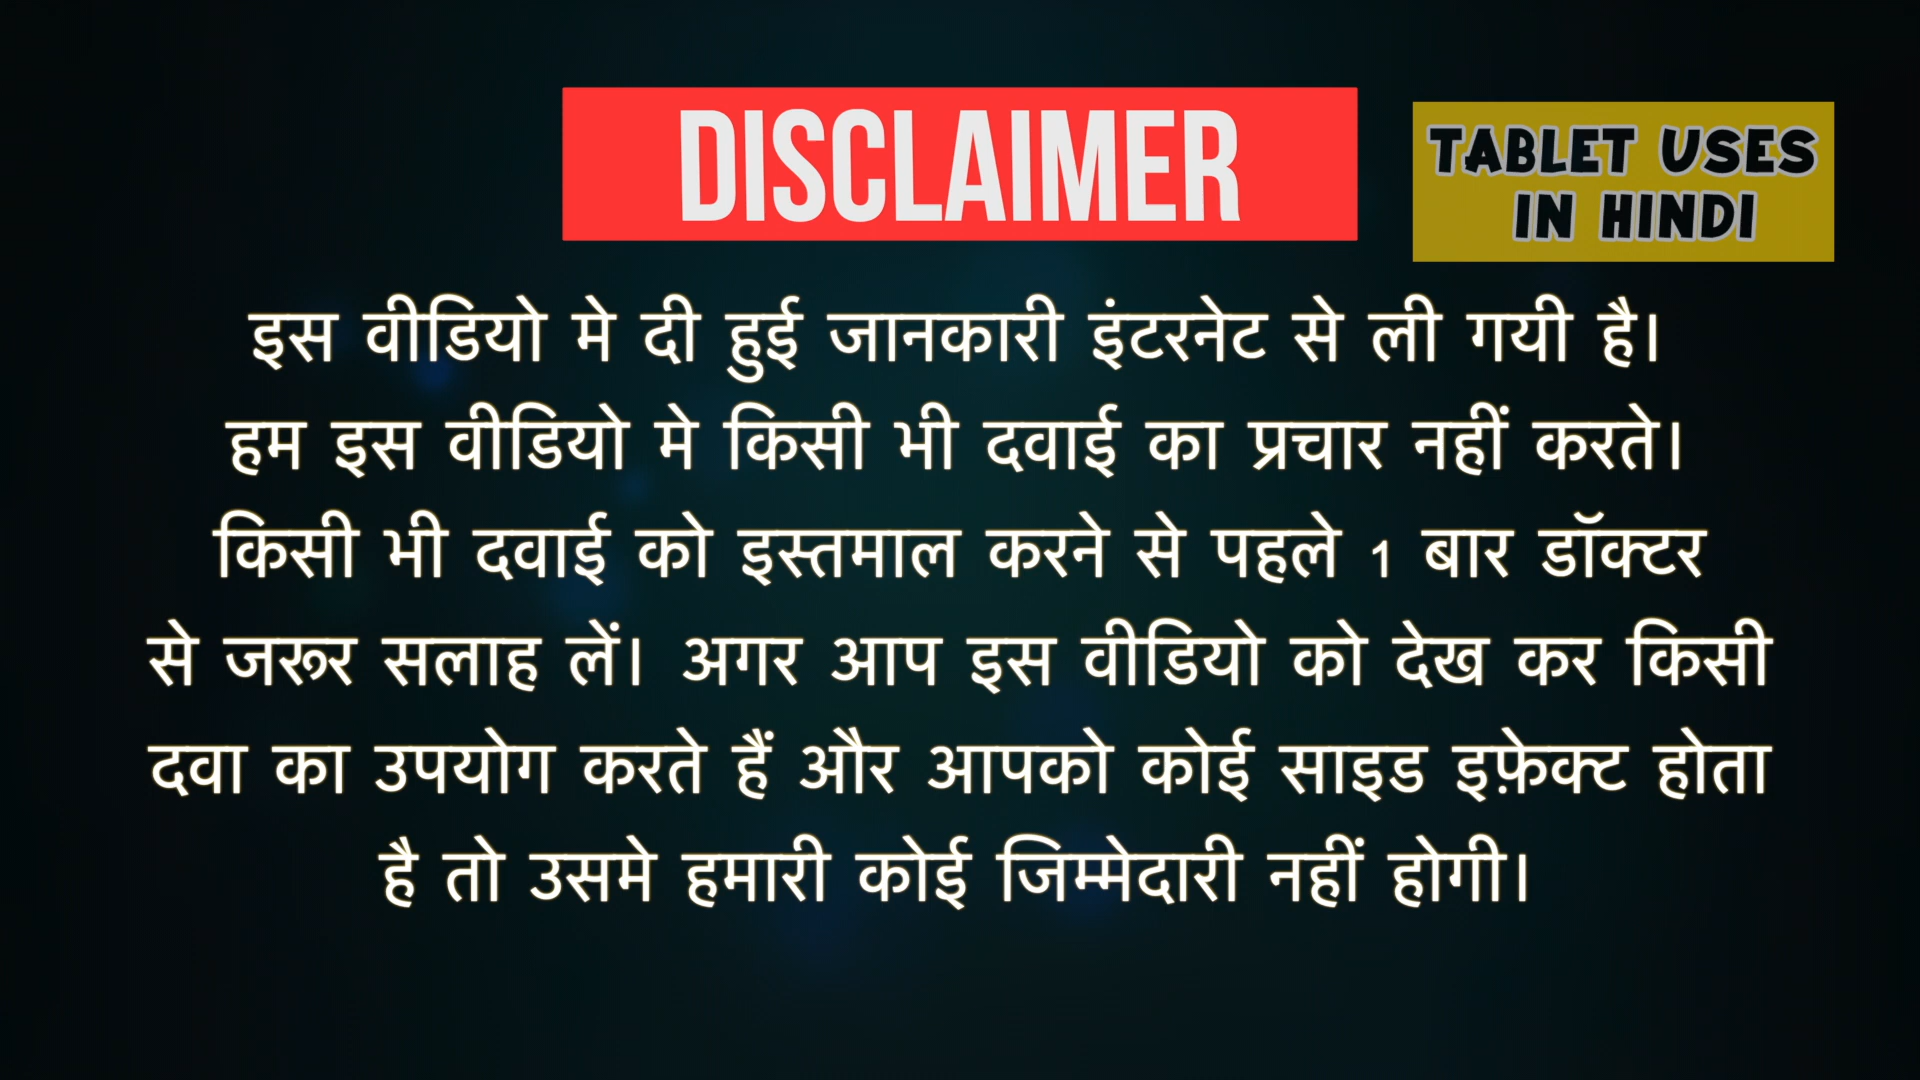 DISCLAIMER
TABLET USES
IN HINDI
इस वीडियो मे दी हुई जानकारी इंटरनेट से ली गयी है।
हम इस वीडियो मे किसी भी दवाई का प्रचार नहीं करते।
किसी भी दवाई को इस्तमाल करने से पहले 1 बार डॉक्टर
से जरूर सलाह लें। अगर आप इस वीडियो को देख कर किसी
दवा का उपयोग करते हैं और आपको कोई साइड इफ़ेक्ट होता
है तो उसमे हमारी कोई जिम्मेदारी नहीं होगी।